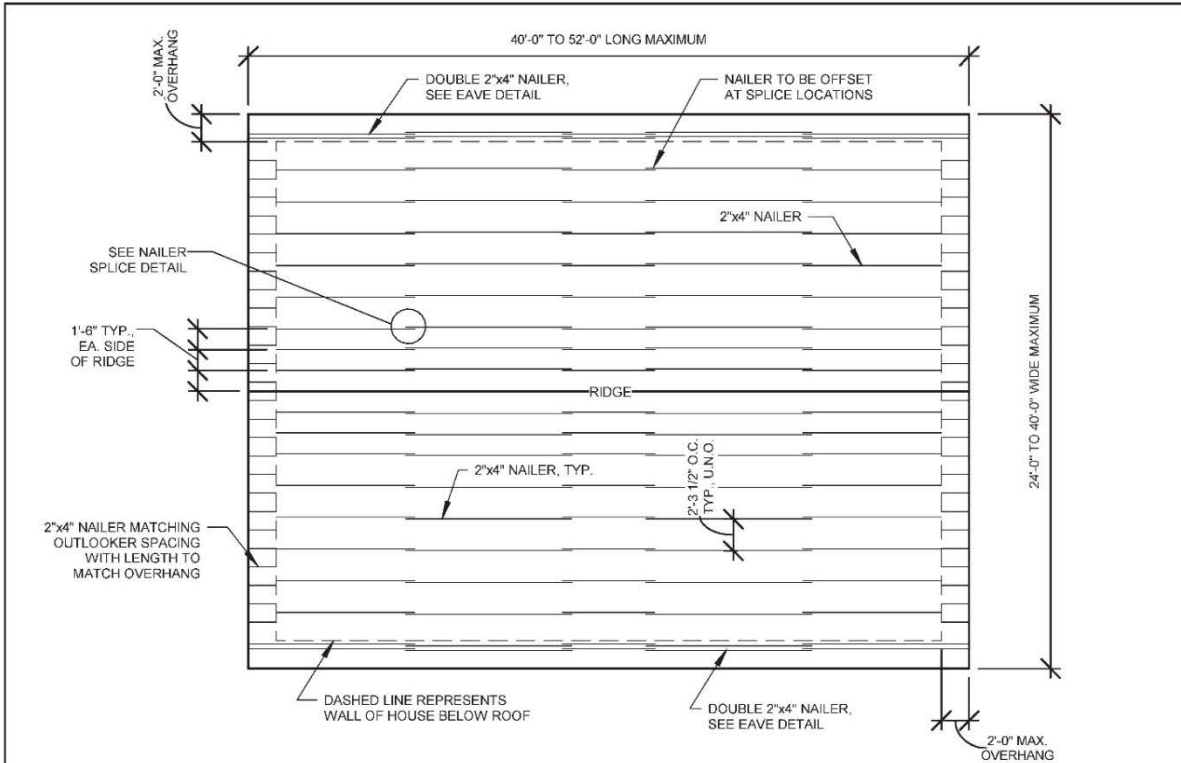 40'-0" TO 52'-0" LONG MAXIMUM
2'-0" MAX.
OVERHANG
DOUBLE 2"x4" NAILER,
SEE EAVE DETAIL
NAILER TO BE OFFSET
AT SPLICE LOCATIONS
2"x4" NAILER
SEE NAILER
SPLICE DETAIL
1'-6" TYP.,
EA. SIDE
OF RIDGE
RIDGE
24'-0" TO 40'-0" WIDE MAXIMUM
2"x4" NAILER, TYP.
2'-3 1/2" O.C.
TYP., U.N.O.
2"x4" NAILER MATCHING
OUTLOOKER SPACING
WITH LENGTH TO
MATCH OVERHANG
DASHED LINE REPRESENTS
WALL OF HOUSE BELOW ROOF
DOUBLE 2"x4" NAILER,
SEE EAVE DETAIL
2'-0" MAX.
OVERHANG